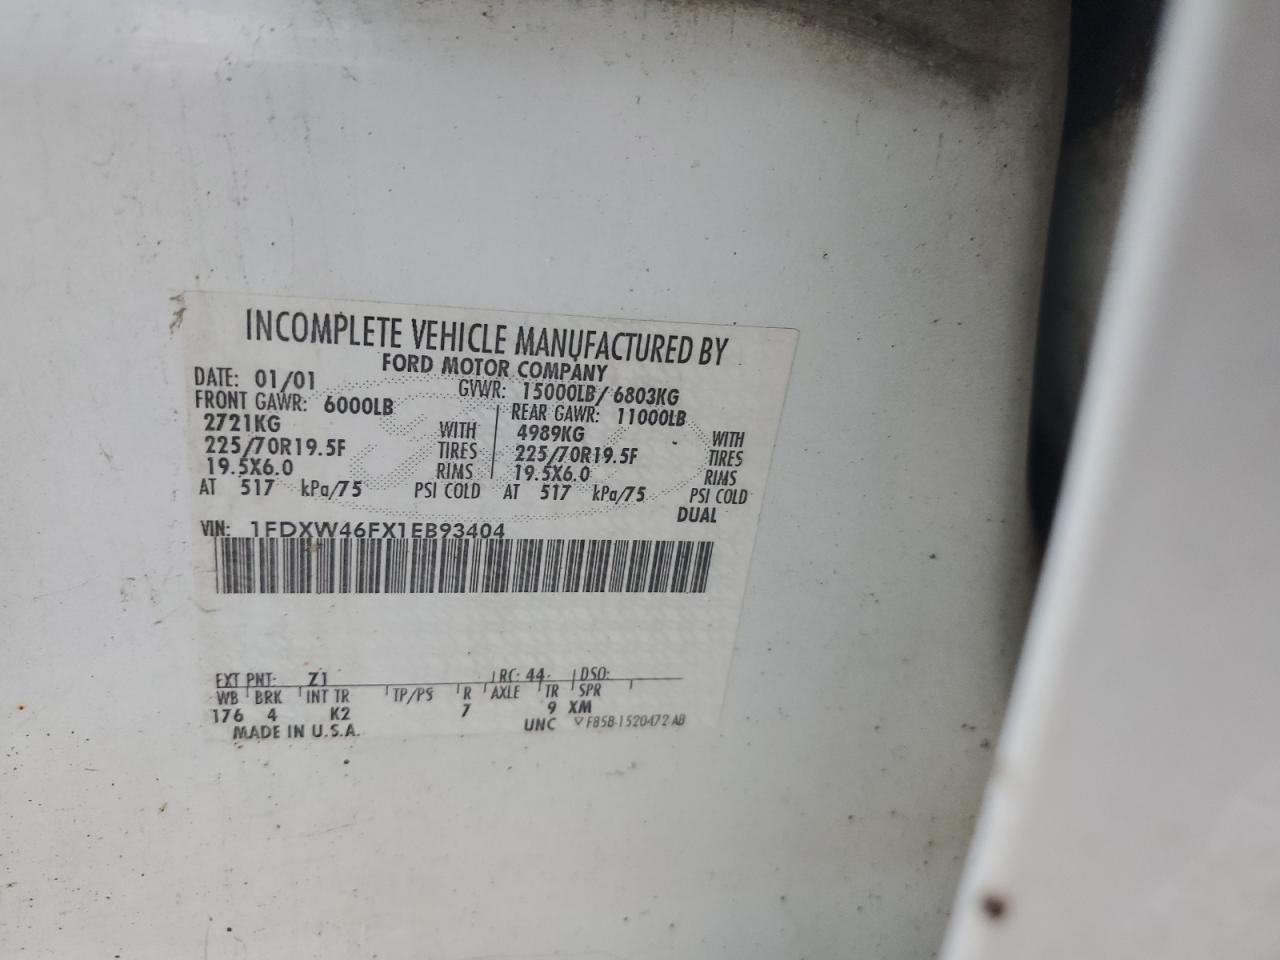 INCOMPLETE VEHICLE MANUFACTURED BY
FORD MOTOR COMPANY
DATE: 01/01 GVWR: 15000LB/ 6803KG
FRONT GAWR: 6000LB REAR GAWR: 11000LB
2721KG WITH 4989KG WITH
225/70R19.5F TIRES 225/70R19.5F TIRES
19.5X6.0 RIMS 19.5X6.0 RIMS
AT 517 kPa/75 PSI COLD AT 517 kPa/75 PSI COLD
DUAL
VIN: 1FDXW46FX1EB93404
EXT PNT: Z1 RC: 44 DSO:
WB BRK INT TR TP/PS R AXLE TR SPR
176 4 K2 7 9 XM
MADE IN U.S.A. UNC F85B-1520472-AB